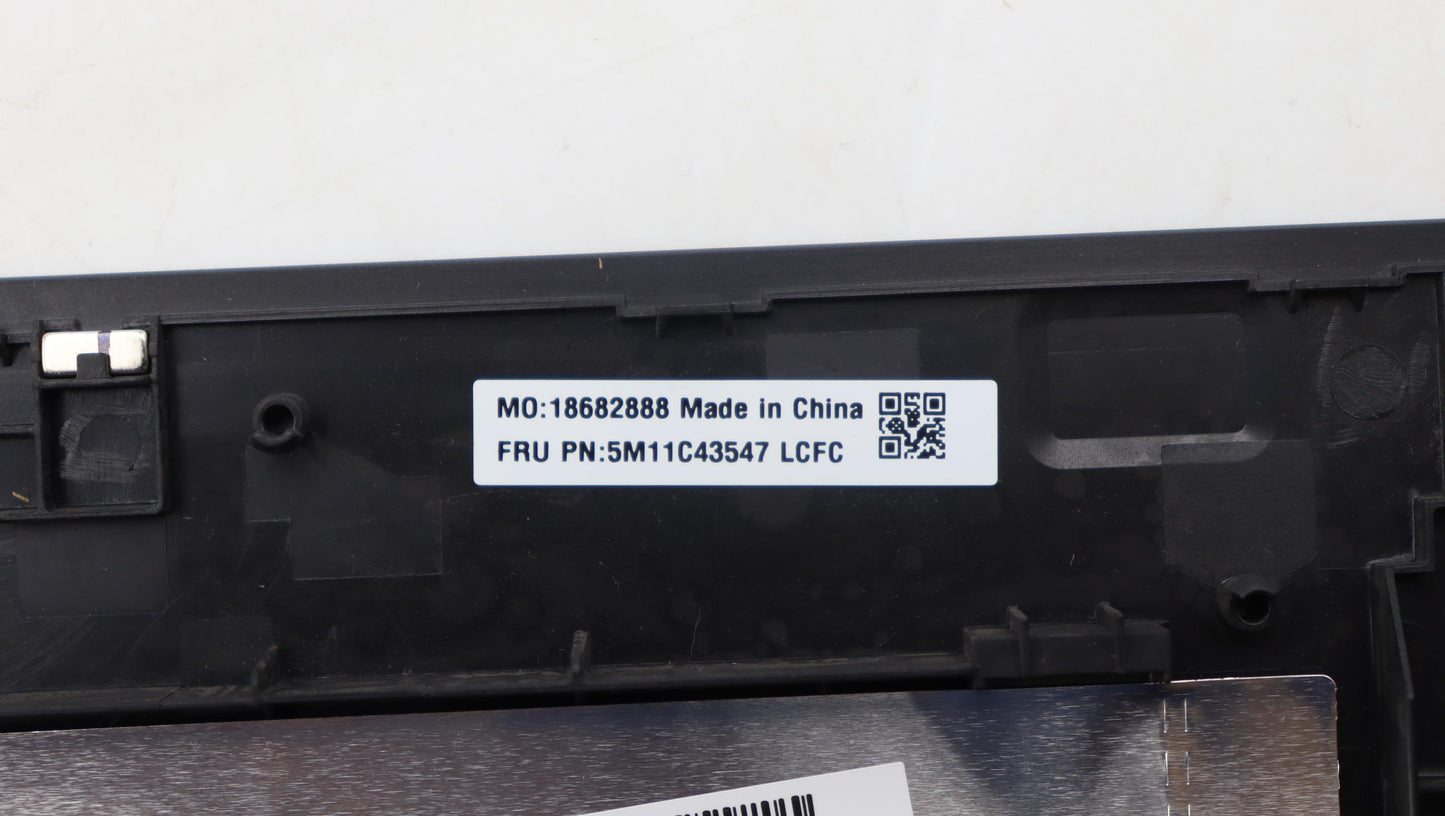 MO:18682888 Made in China
FRU PN:5M11C43547 LCFC